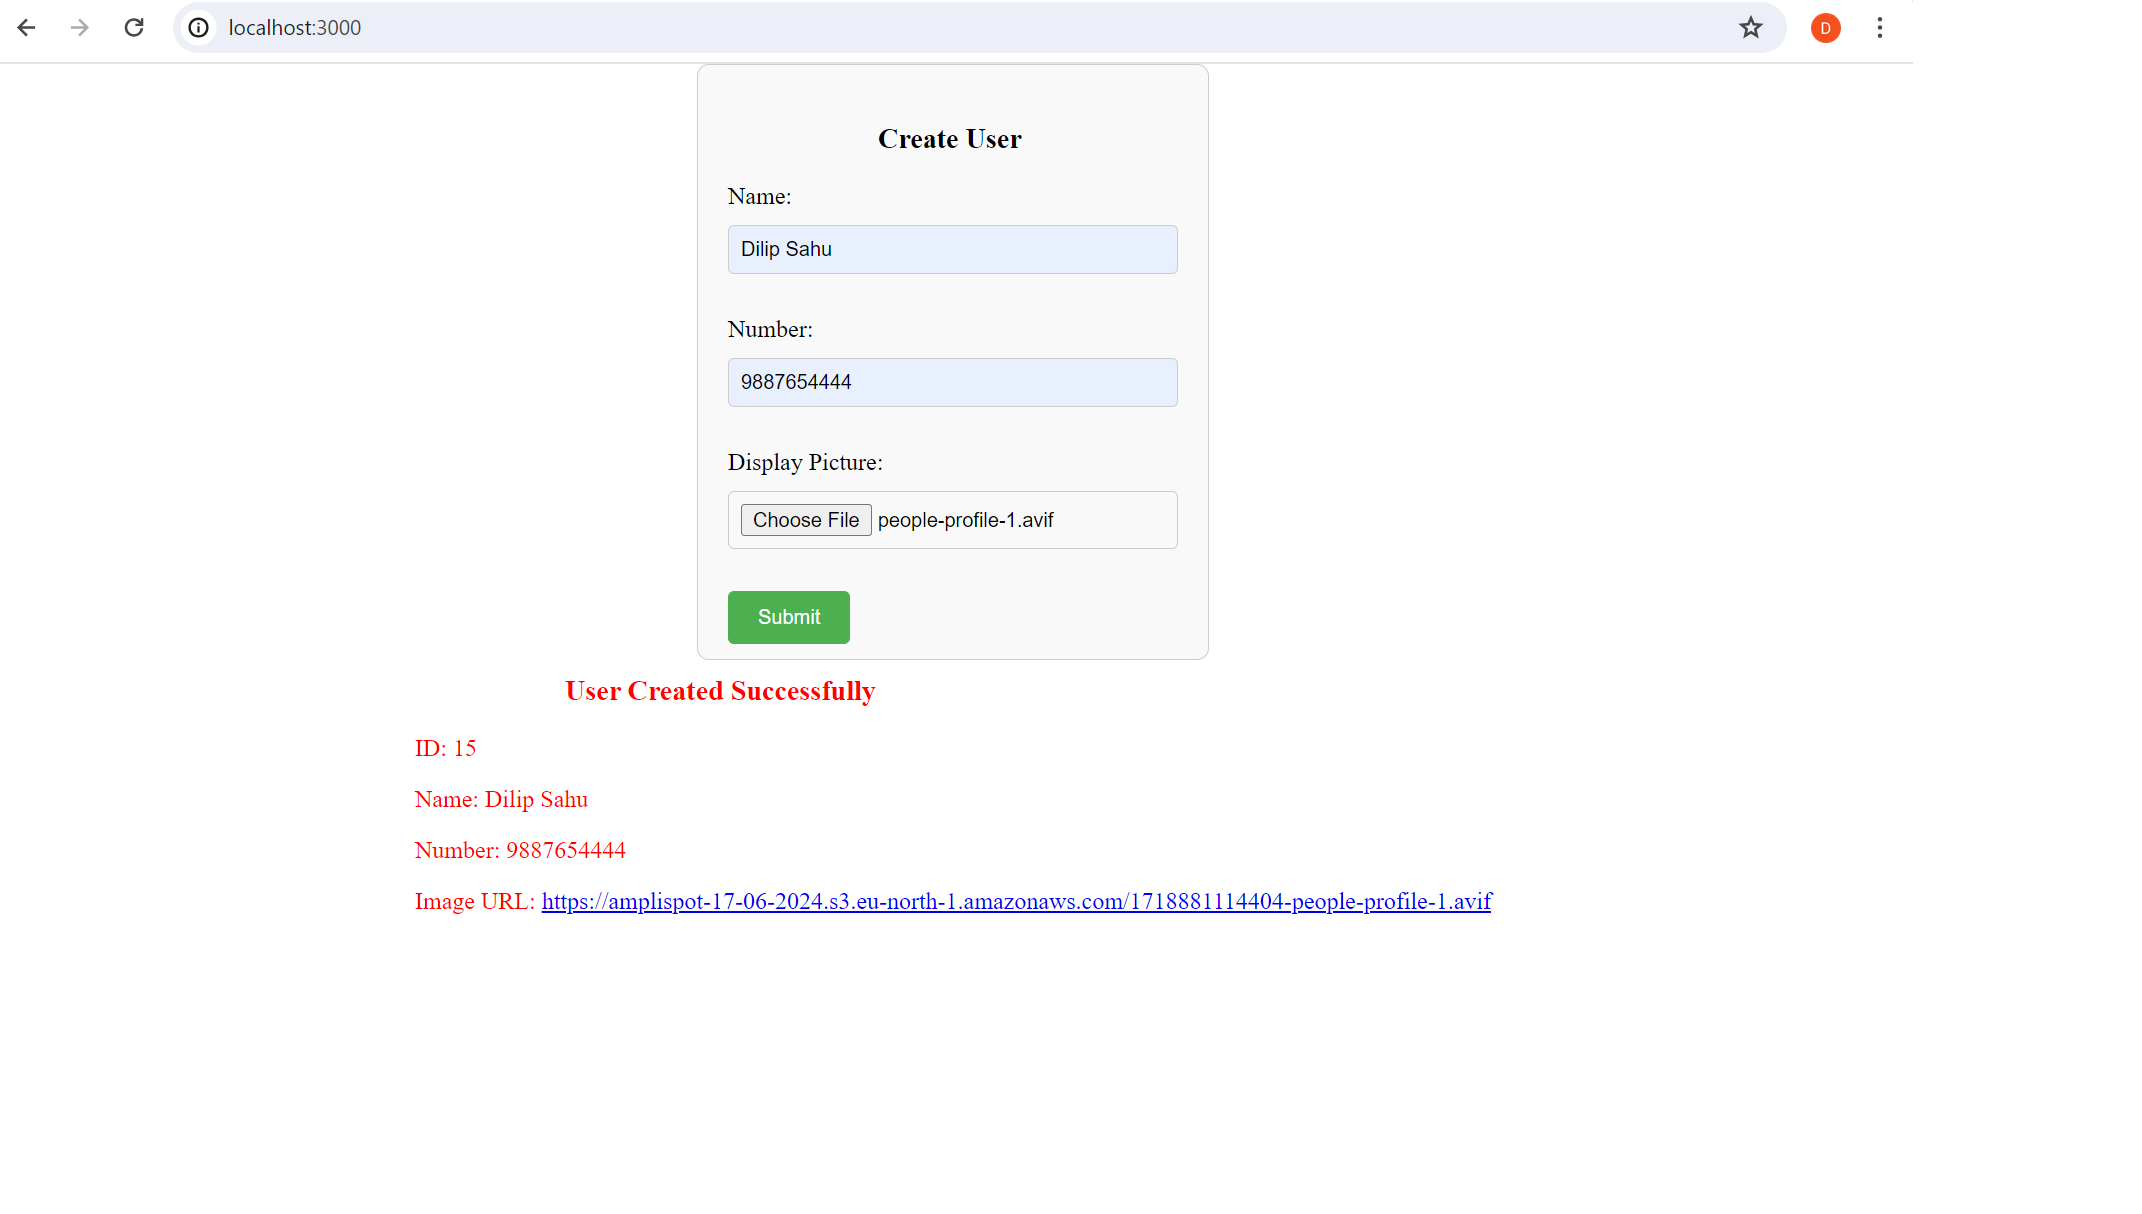 localhost:3000
D
Create User
Name:
Dilip Sahu
Number:
9887654444
Display Picture:
Choose File people-profile-1.avif
Submit
User Created Successfully
ID: 15
Name: Dilip Sahu
Number: 9887654444
Image URL: https://amplispot-17-06-2024.s3.eu-north-1.amazonaws.com/1718881114404-people-profile-1.avif